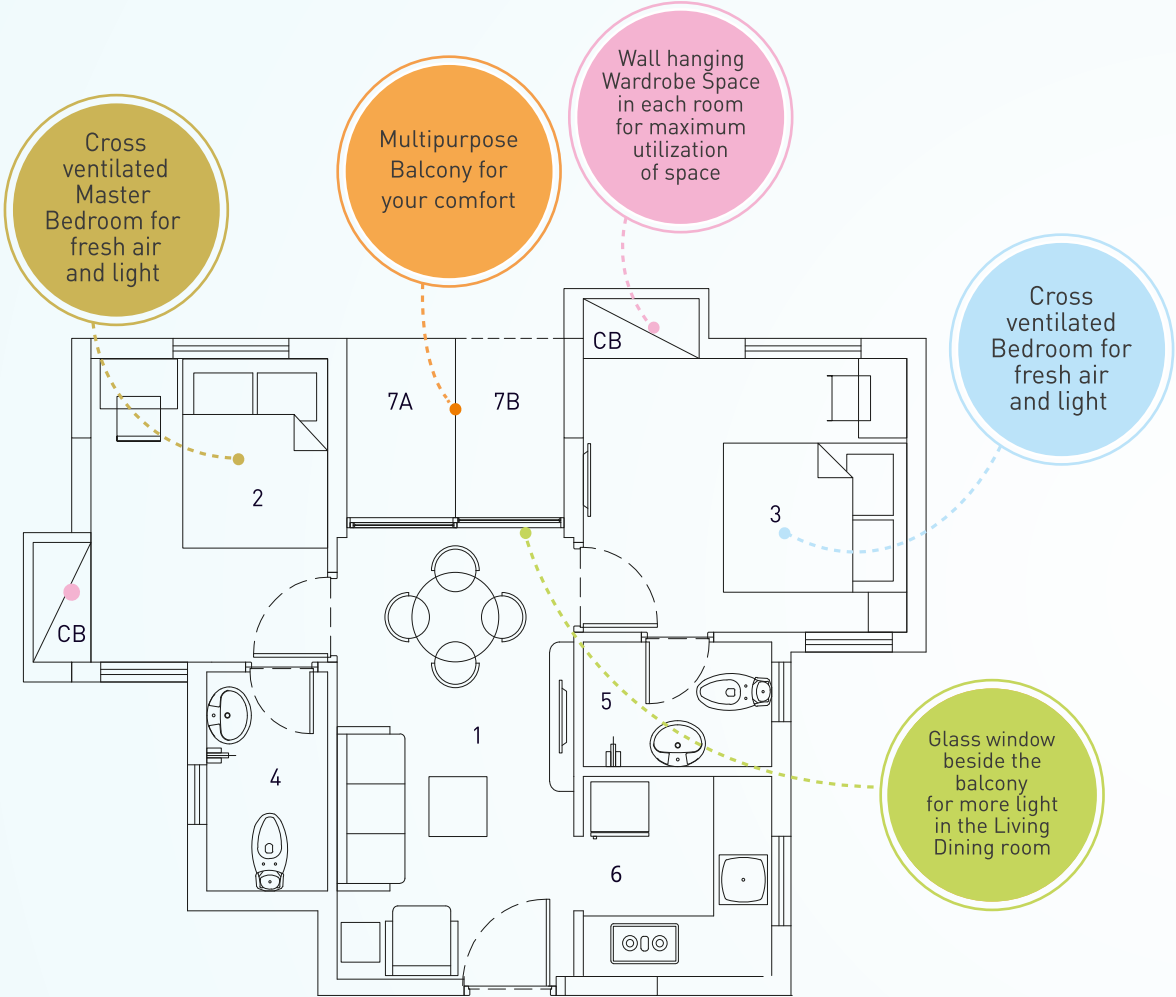 Wall hanging
Wardrobe Space
in each room
for maximum
utilization
of space
Multipurpose
Balcony for
your comfort
Cross
ventilated
Master
Bedroom for
fresh air
and light
Cross
ventilated
Bedroom for
fresh air
and light
CB
7A
7B
2
3
CB
5
1
4
6
Glass window
beside the
balcony
for more light
in the Living
Dining room